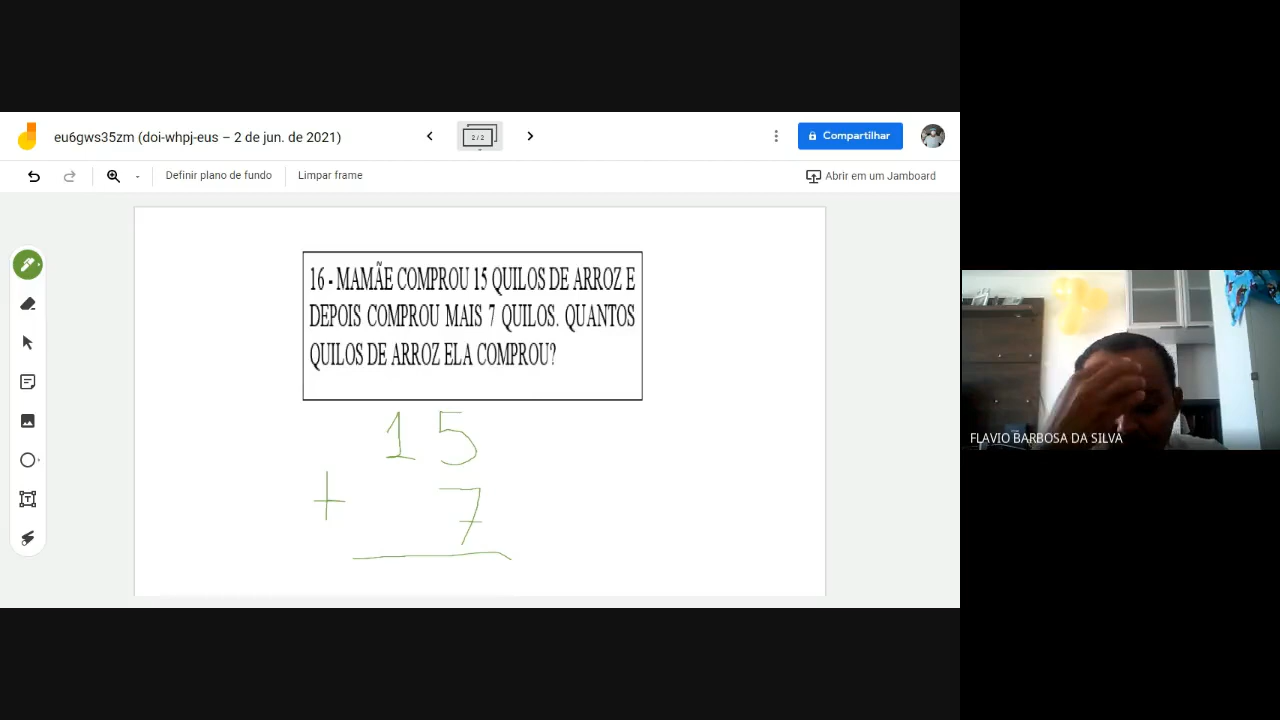 eu6gws35zm (doi-whpj-eus – 2 de jun. de 2021)
2 / 2
Compartilhar
Definir plano de fundo
Limpar frame
Abrir em um Jamboard
16 - MAMÃE COMPROU 15 QUILOS DE ARROZ E
DEPOIS COMPROU MAIS 7 QUILOS. QUANTOS
QUILOS DE ARROZ ELA COMPROU?
15
+ 7
FLAVIO BARBOSA DA SILVA